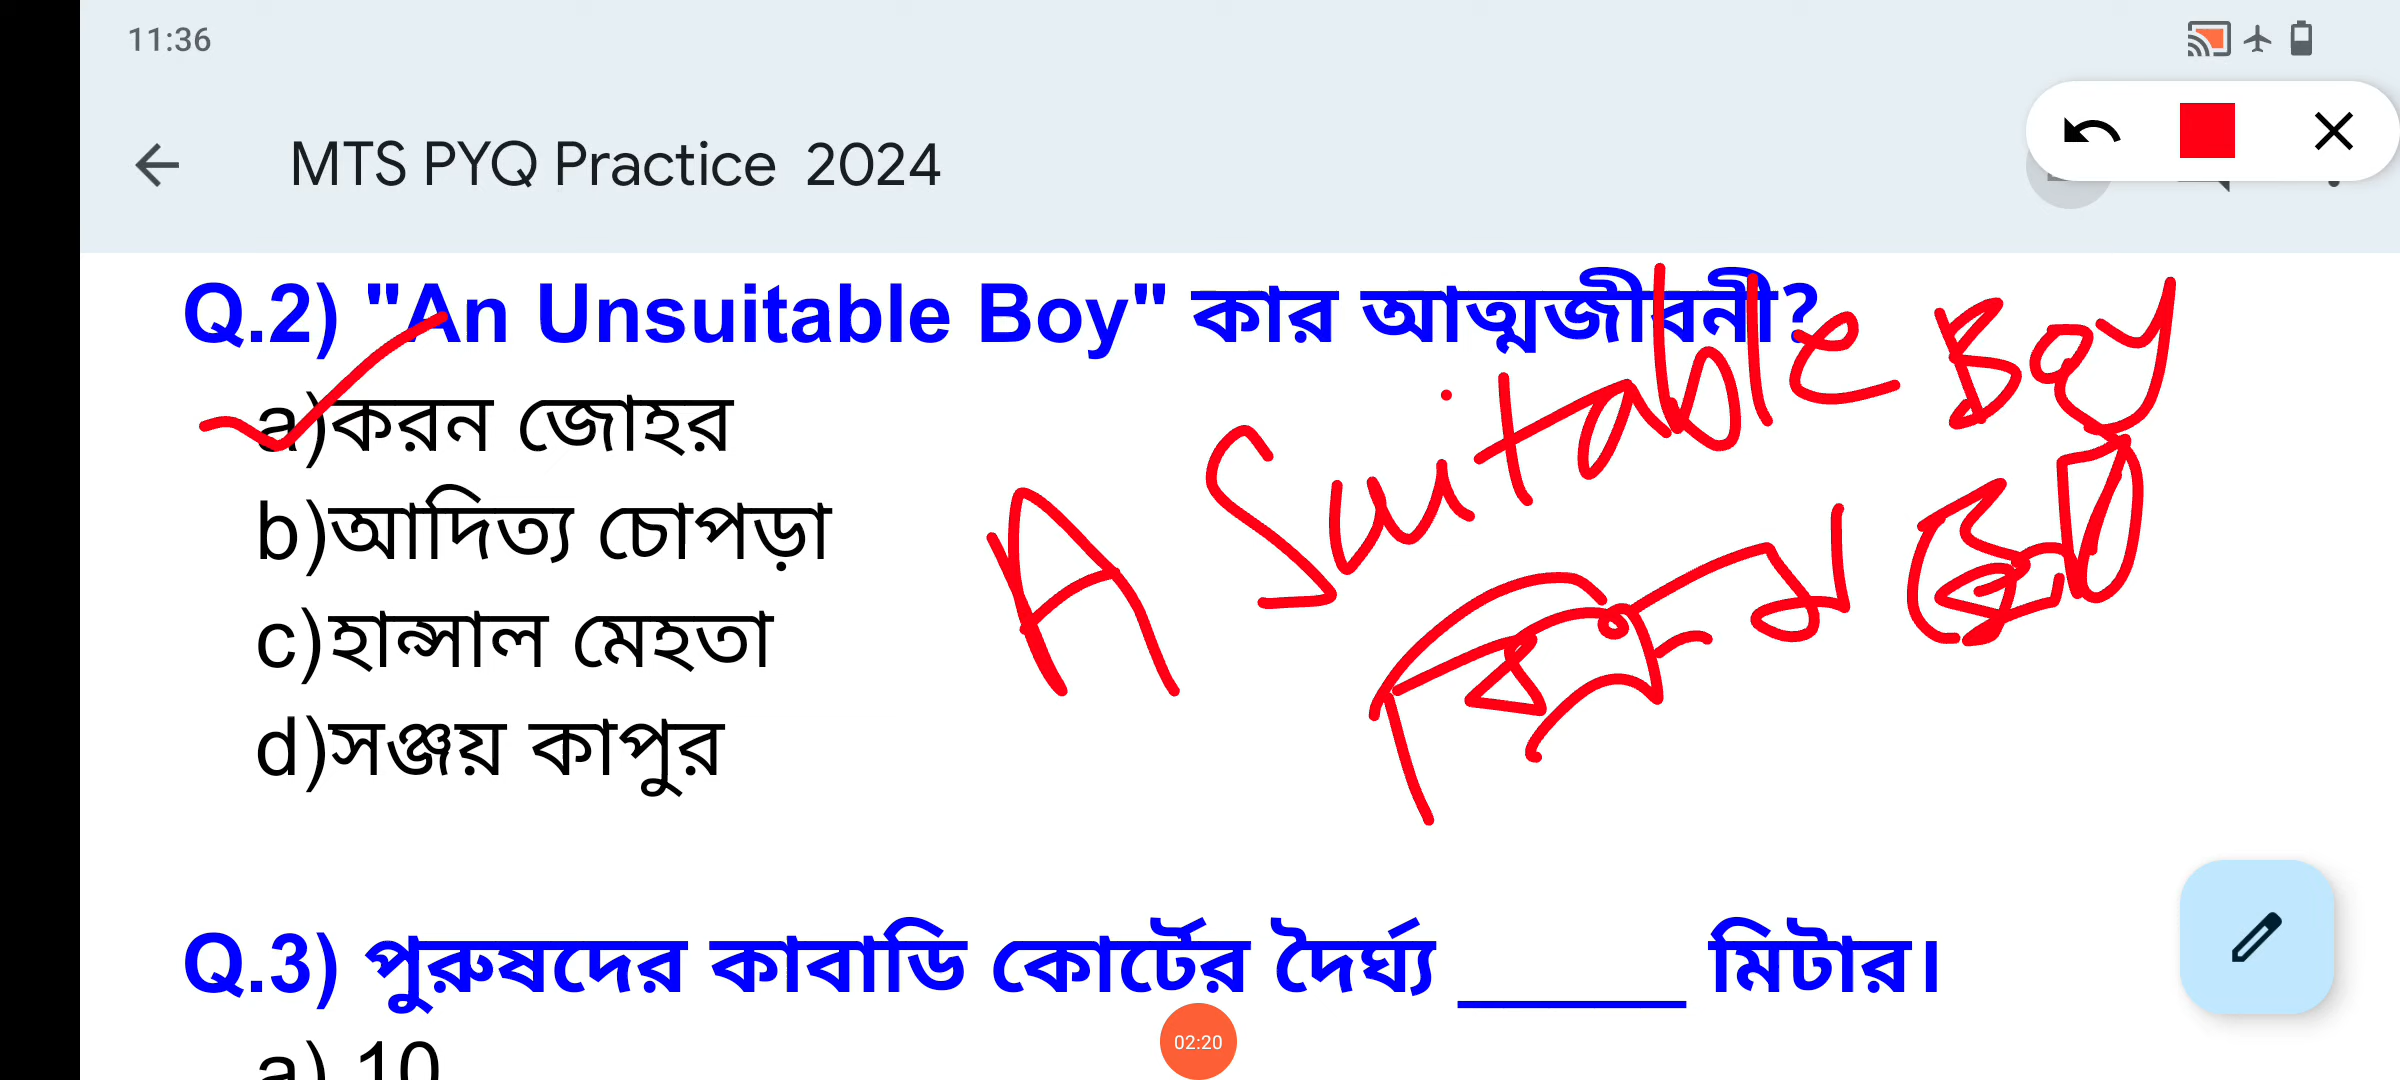 11:36
MTS PYQ Practice 2024
Q.2) "An Unsuitable Boy" কার আত্মজীবনী?
a)করন জোহর
b)আদিত্য চোপড়া
c)হান্সাল মেহতা
d)সঞ্জয় কাপুর
A Suitable Boy
Q.3) পুরুষদের কাবাডি কোর্টের দৈর্ঘ্য ______ মিটার।
02:20
a) 10